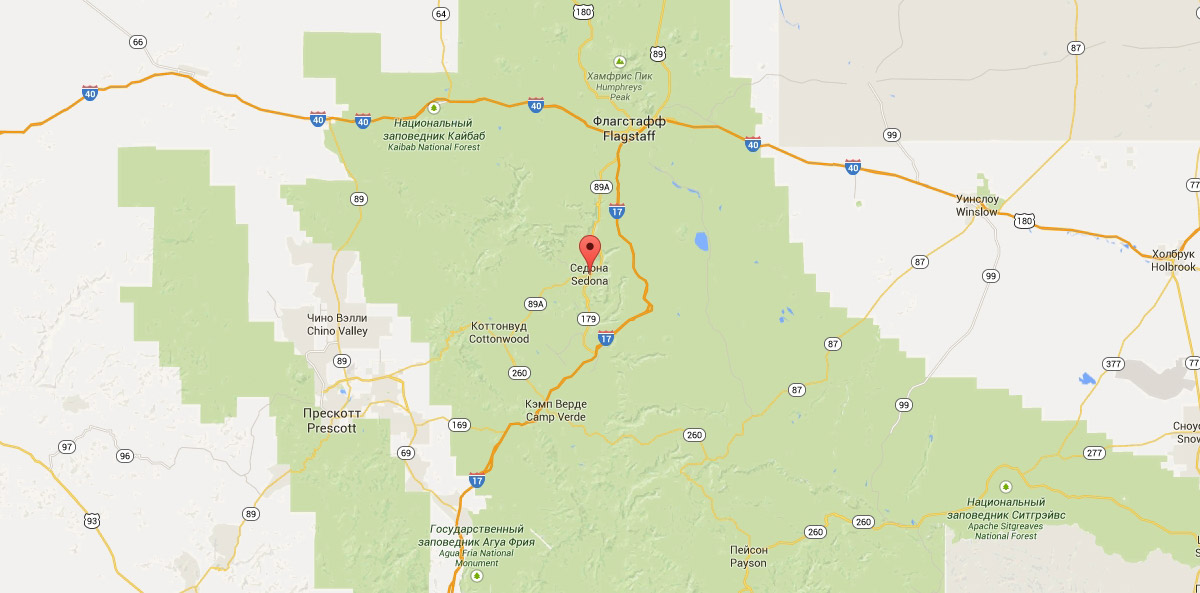 64
180
66
89
87
Хамфрис Пик
Humphreys
Peak
40
40
40
40
Национальный
заповедник Кайбаб
Kaibab National Forest
Флагстафф
Flagstaff
99
40
40
89A
77
89
17
Уинслоу
Winslow
180
Седона
Sedona
87
Холбрук
Holbrook
99
89A
179
Чино Вэлли
Chino Valley
Коттонвуд
Cottonwood
17
87
89
260
377
77
87
Кэмп Верде
Camp Verde
99
Прескотт
Prescott
169
260
Сноу
Snow
97
96
69
277
17
93
89
Национальный
заповедник Ситгрэйвс
Apache Sitgreaves
National Forest
260
260
Государственный
заповедник Агуа Фрия
Agua Fria National
Monument
Пейсон
Payson